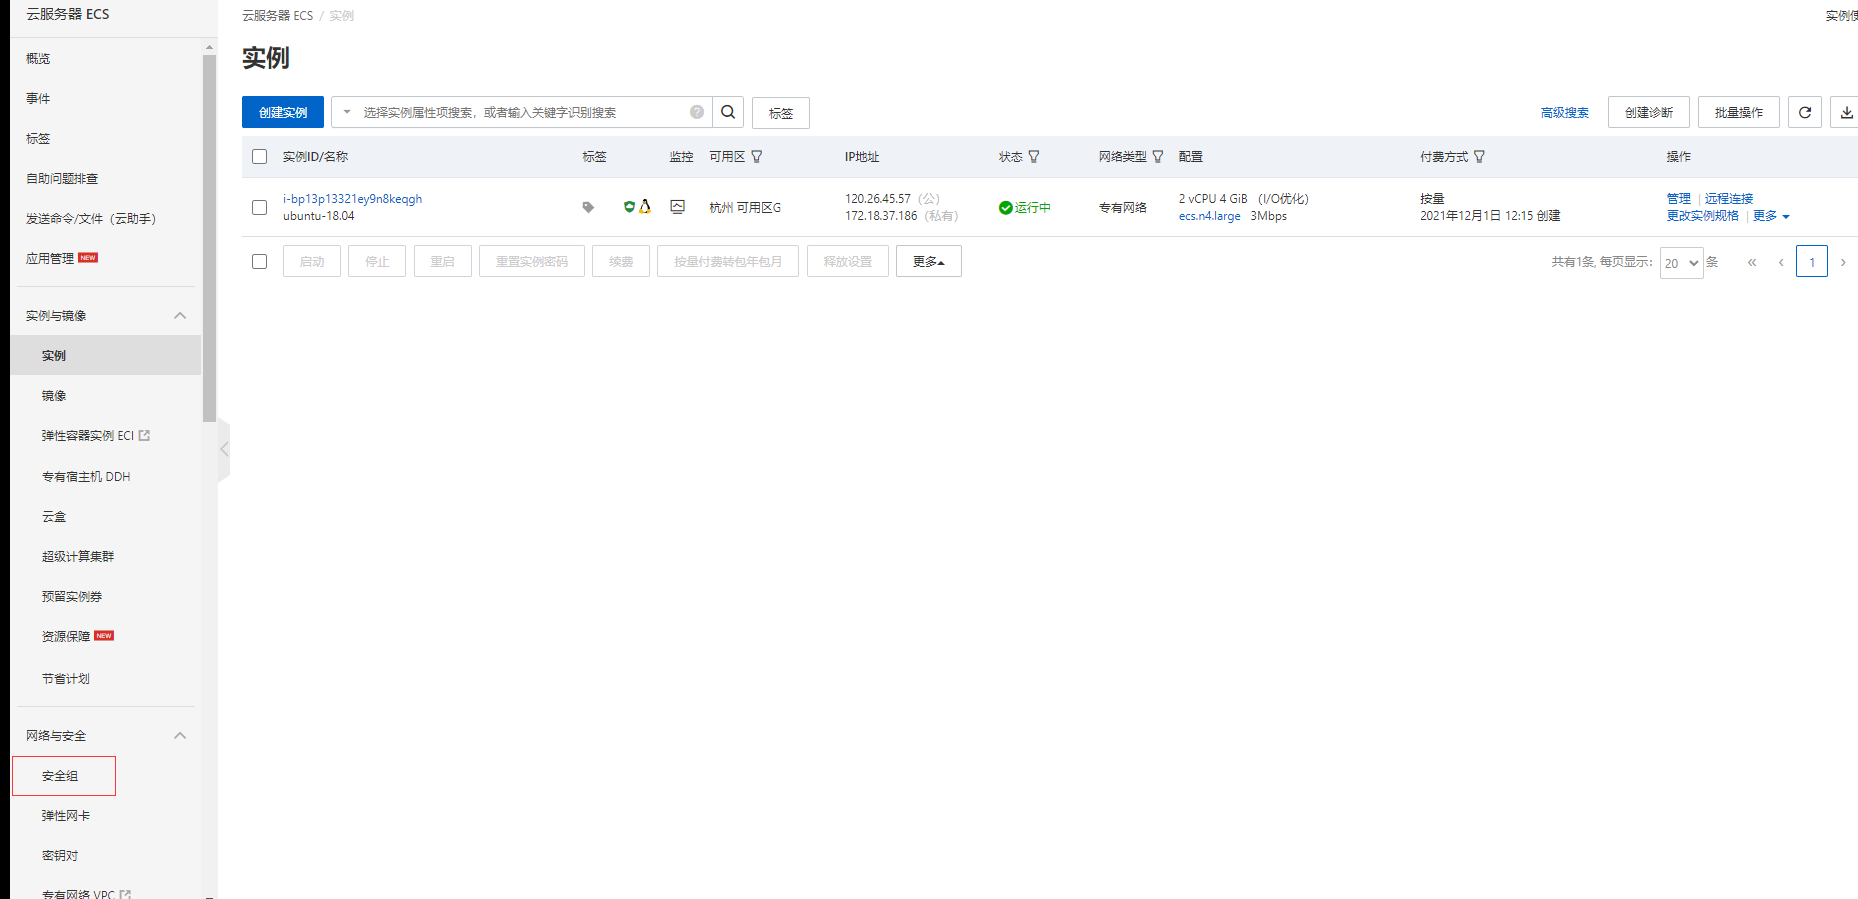 云服务器 ECS
概览
事件
标签
自助问题排查
发送命令/文件（云助手）
应用管理 NEW
实例与镜像
实例
镜像
弹性容器实例 ECI
专有宿主机 DDH
云盒
超级计算集群
预留实例券
资源保障 NEW
节省计划
网络与安全
安全组
弹性网卡
密钥对
专有网络 VPC
云服务器 ECS / 实例
实例
创建实例 选择实例属性项搜索，或者输入关键字识别搜索 ? 标签 高级搜索 创建诊断 批量操作
实例ID/名称 标签 监控 可用区 IP地址 状态 网络类型 配置 付费方式 操作
i-bp13p13321ey9n8keqgh
ubuntu-18.04
杭州 可用区G
120.26.45.57（公）
172.18.37.186（私有）
运行中
专有网络
2 vCPU 4 GiB （I/O优化）
ecs.n4.large 3Mbps
按量
2021年12月1日 12:15 创建
管理 | 远程连接
更改实例规格 | 更多
启动 停止 重启 重置实例密码 续费 按量付费转包年包月 释放设置 更多 共有1条, 每页显示: 20 条 « ‹ 1 ›